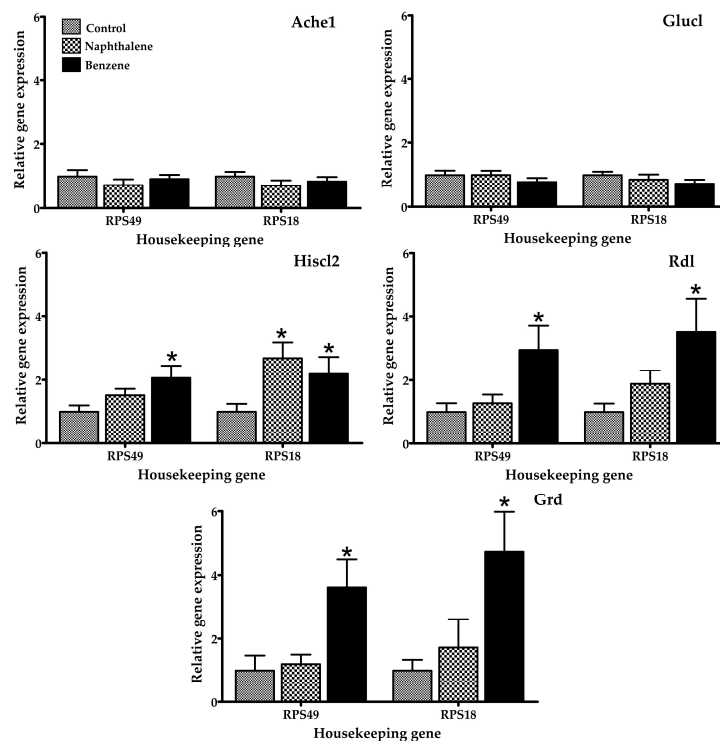 Ache1
Control
Naphthalene
Benzene
Relative gene expression
6
4
2
0
RPS49
RPS18
Housekeeping gene
Glucl
Relative gene expression
6
4
2
0
RPS49
RPS18
Housekeeping gene
Hiscl2
Relative gene expression
6
4
2
0
*
*
*
RPS49
RPS18
Housekeeping gene
Rdl
Relative gene expression
6
4
2
0
*
*
RPS49
RPS18
Housekeeping gene
Grd
Relative gene expression
6
4
2
0
*
*
RPS49
RPS18
Housekeeping gene